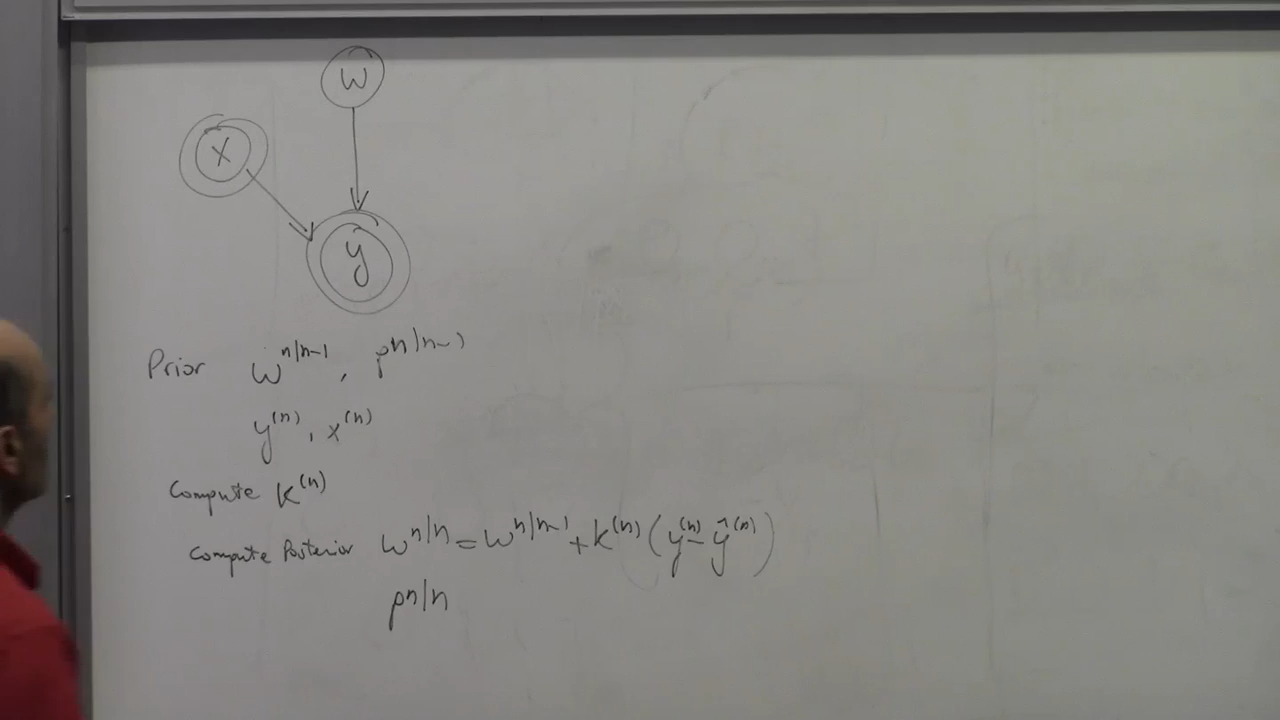 w
x
y
Prior w^{n|n-1}, P^{n|n-1}
y^{(n)}, x^{(n)}
Compute K^{(n)}
Compute Posterior w^{n|n} = w^{n|n-1} + K^{(n)} (y^{(n)} - ŷ^{(n)})
P^{n|n}